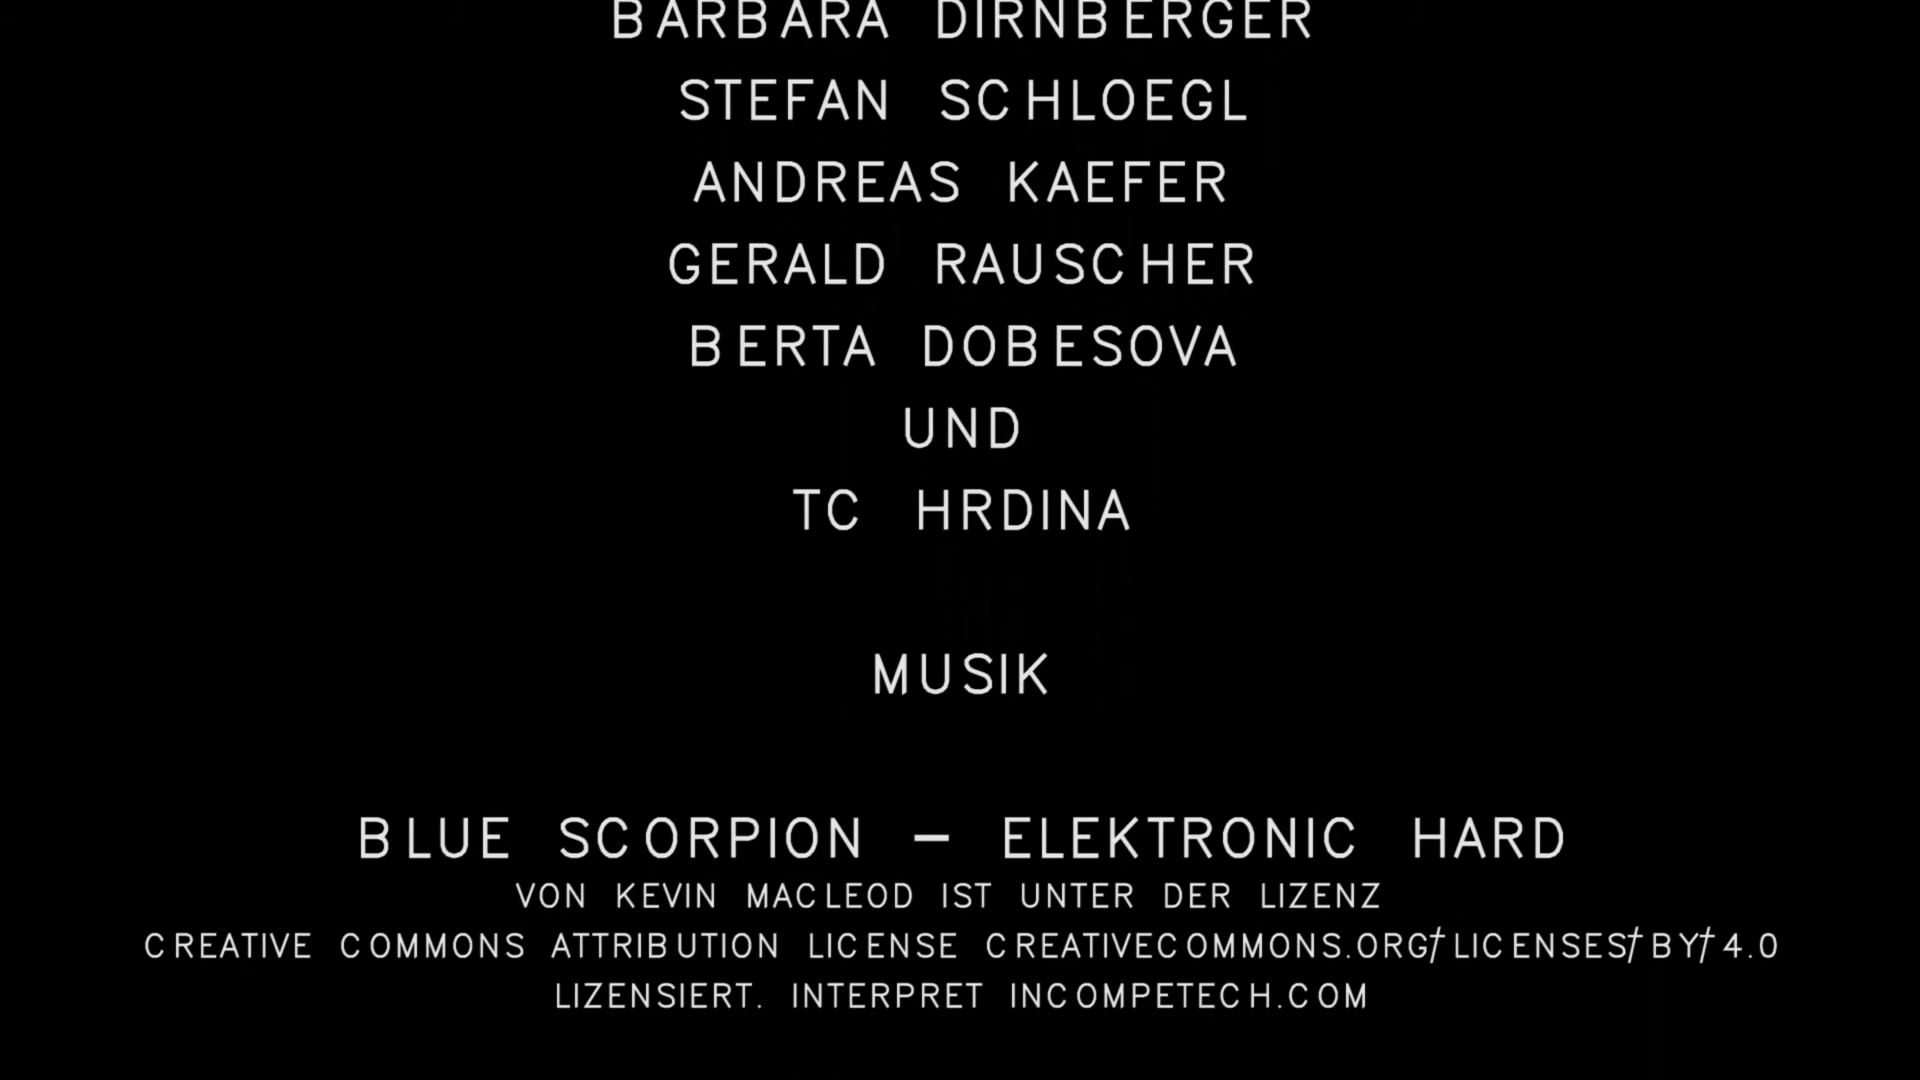 BARBARA DIRNBERGER
STEFAN SCHLOEGL
ANDREAS KAEFER
GERALD RAUSCHER
BERTA DOBESOVA
UND
TC HRDINA
MUSIK
BLUE SCORPION – ELEKTRONIC HARD
VON KEVIN MACLEOD IST UNTER DER LIZENZ
CREATIVE COMMONS ATTRIBUTION LICENSE CREATIVECOMMONS.ORG†LICENSES†BY†4.0
LIZENSIERT. INTERPRET INCOMPETECH.COM